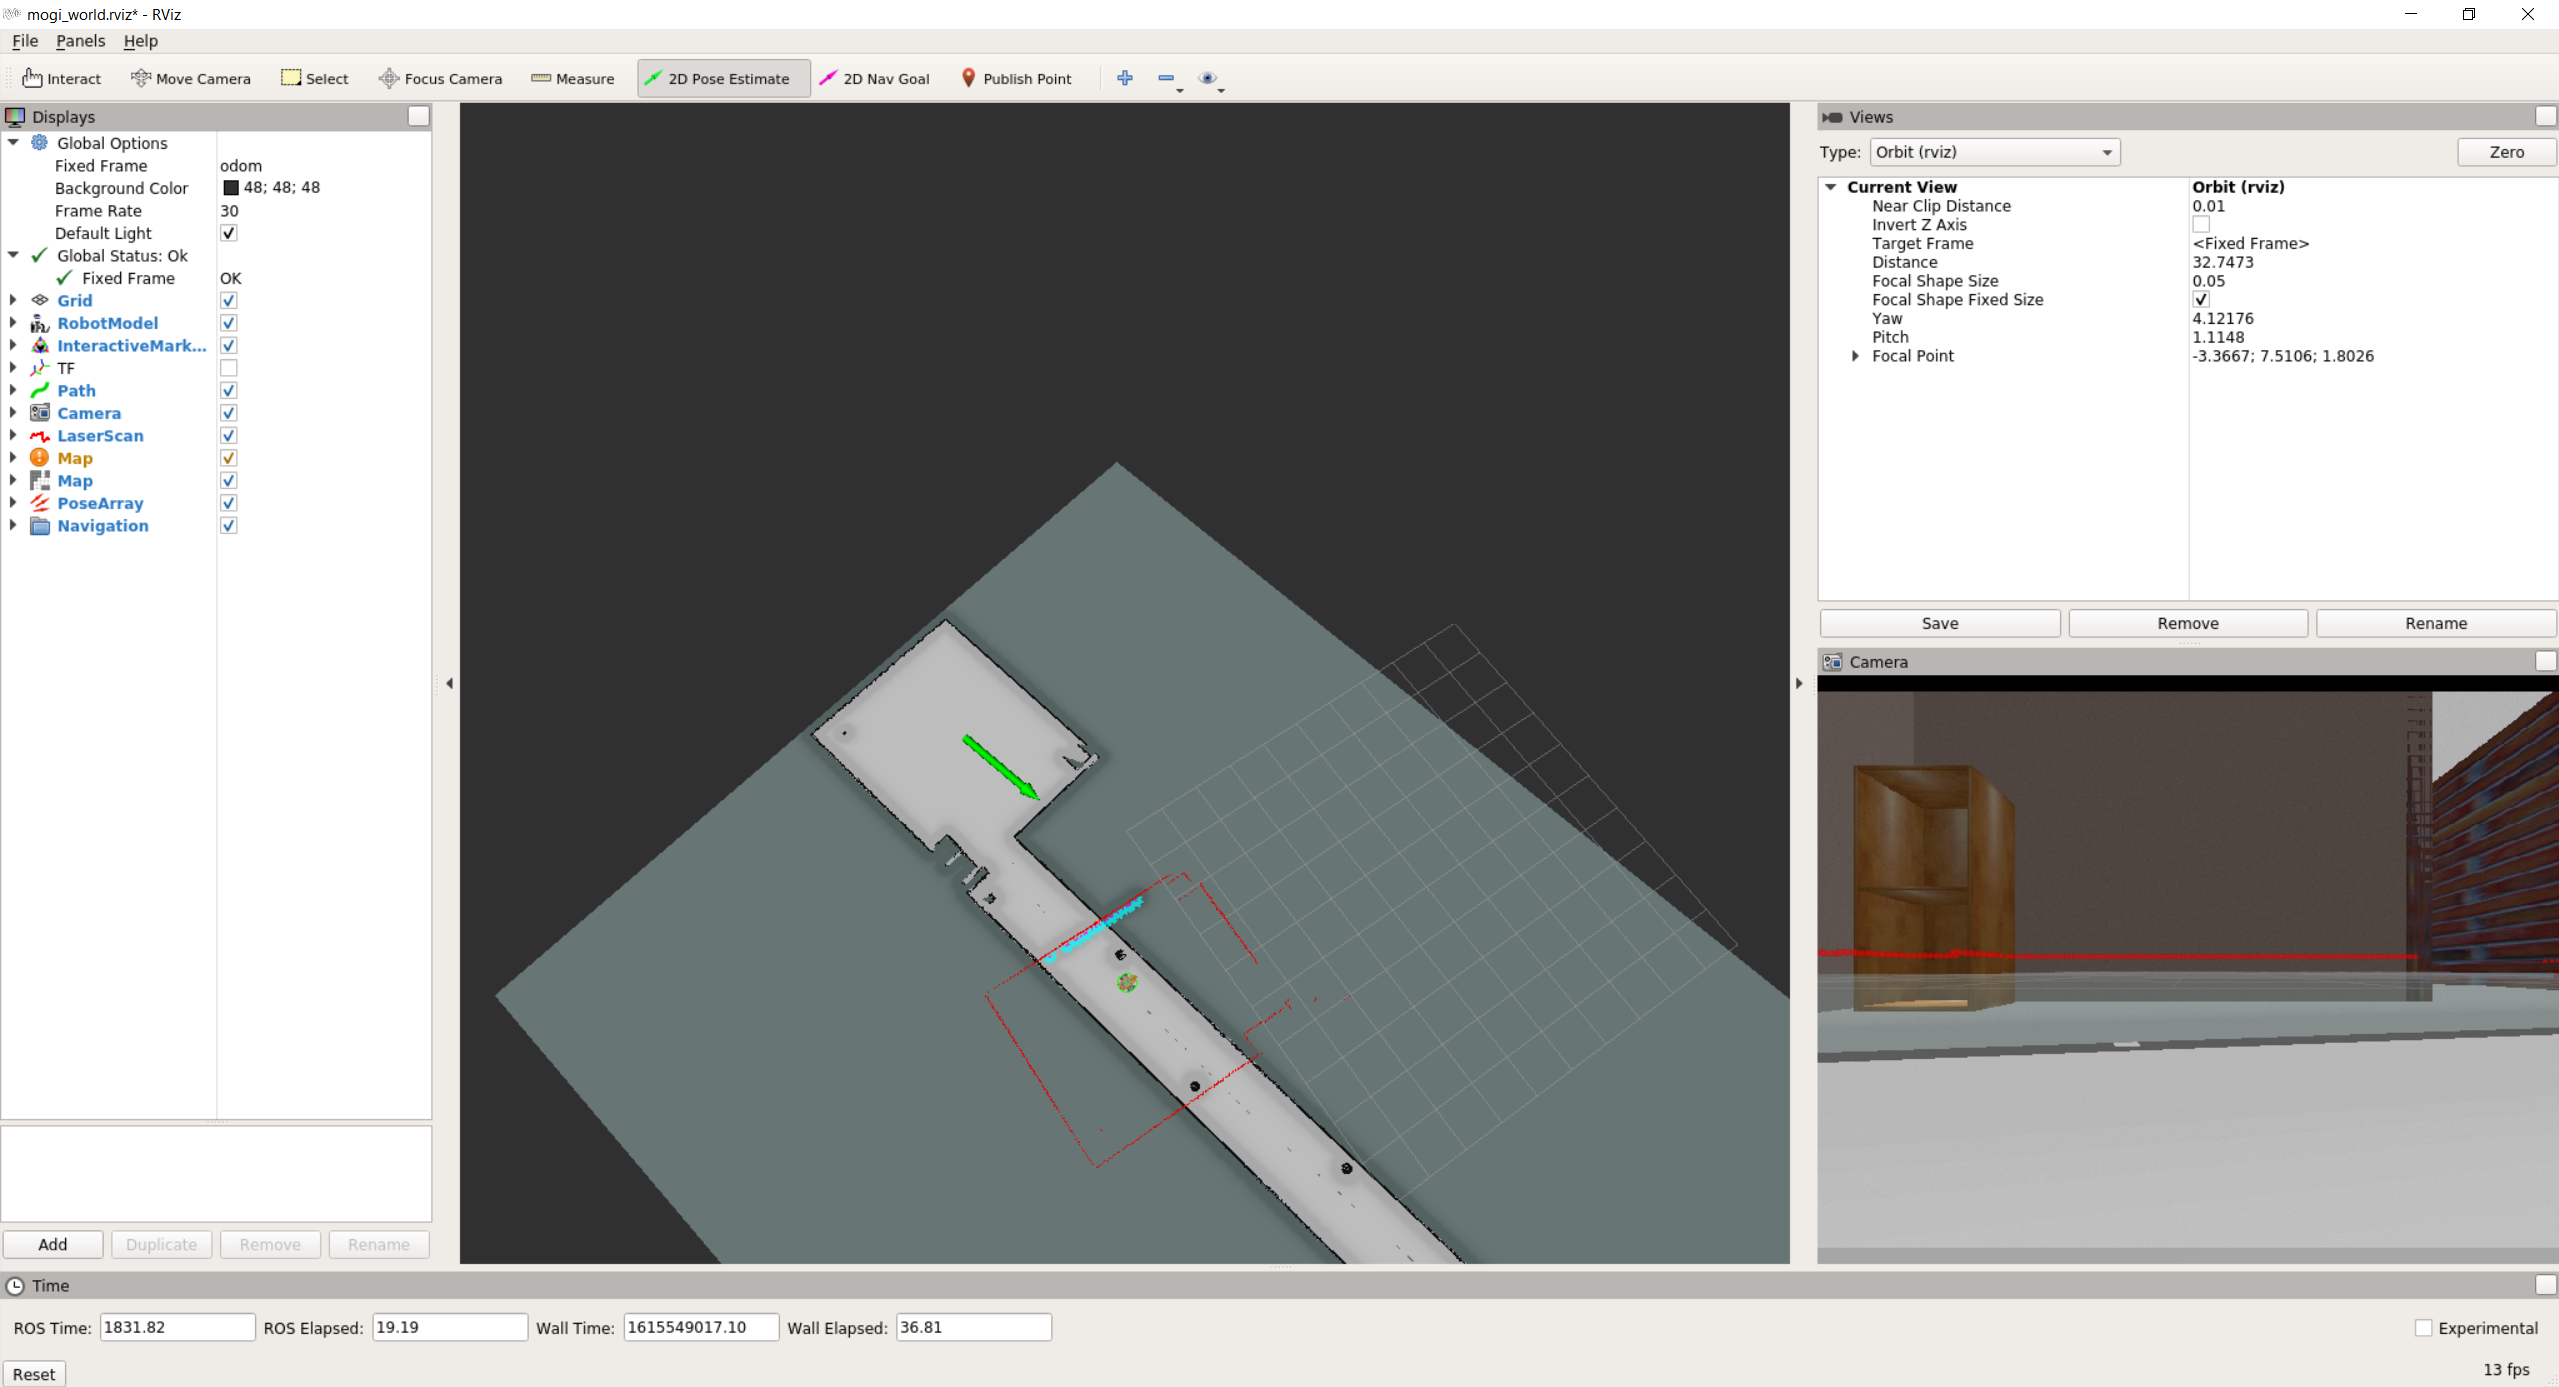 mogi_world.rviz* - RViz
File Panels Help
Interact Move Camera Select Focus Camera Measure 2D Pose Estimate 2D Nav Goal Publish Point
Displays
Global Options
Fixed Frame odom
Background Color 48; 48; 48
Frame Rate 30
Default Light
Global Status: Ok
Fixed Frame OK
Grid
RobotModel
InteractiveMark...
TF
Path
Camera
LaserScan
Map
Map
PoseArray
Navigation
Add Duplicate Remove Rename
Views
Type: Orbit (rviz) Zero
Current View Orbit (rviz)
Near Clip Distance 0.01
Invert Z Axis
Target Frame <Fixed Frame>
Distance 32.7473
Focal Shape Size 0.05
Focal Shape Fixed Size
Yaw 4.12176
Pitch 1.1148
Focal Point -3.3667; 7.5106; 1.8026
Save Remove Rename
Camera
Time
ROS Time: 1831.82 ROS Elapsed: 19.19 Wall Time: 1615549017.10 Wall Elapsed: 36.81 Experimental
Reset 13 fps